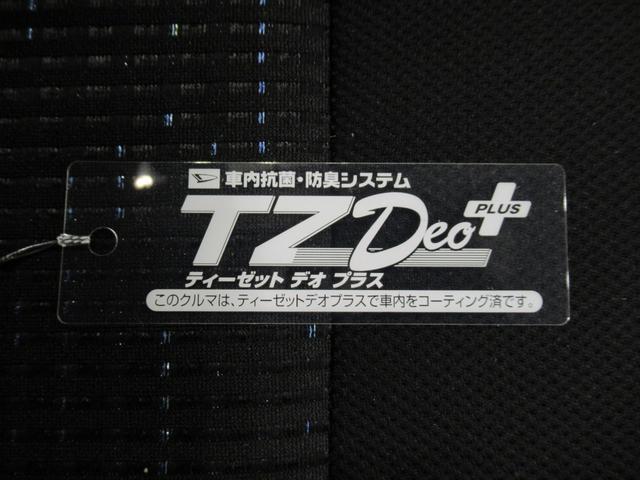 車内抗菌・防臭システム
TZ Deo PLUS
ティーゼット デオ プラス
このクルマは、ティーゼットデオプラスで車内をコーティング済です。